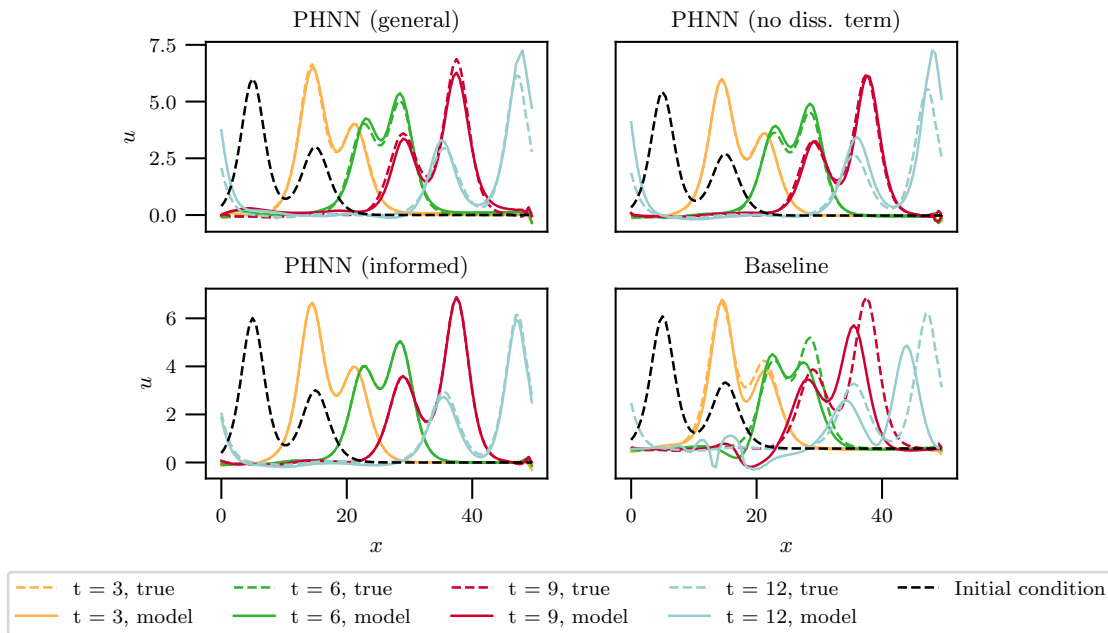 PHNN (general)
PHNN (no diss. term)
7.5
5.0
2.5
0.0
u
PHNN (informed)
Baseline
6
4
2
0
u
0
20
40
0
20
40
x
x
t = 3, true
t = 6, true
t = 9, true
t = 12, true
Initial condition
t = 3, model
t = 6, model
t = 9, model
t = 12, model